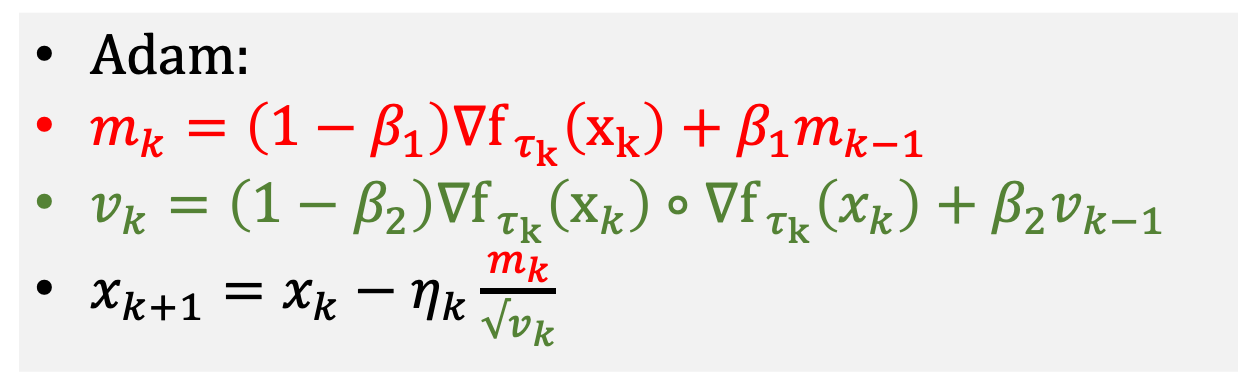 • Adam:
• m_k = (1 − β_1)∇f_{τ_k}(x_k) + β_1 m_{k−1}
• v_k = (1 − β_2)∇f_{τ_k}(x_k) ∘ ∇f_{τ_k}(x_k) + β_2 v_{k−1}
• x_{k+1} = x_k − η_k \frac{m_k}{√v_k}